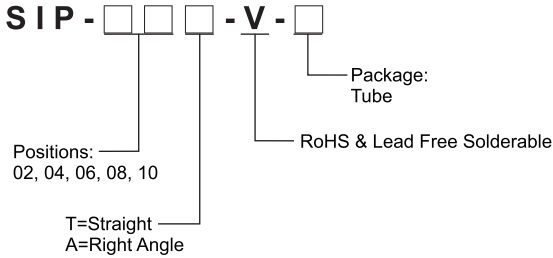 SIP-□□□-V-□
Package:
Tube
RoHS & Lead Free Solderable
Positions:
02, 04, 06, 08, 10
T=Straight
A=Right Angle